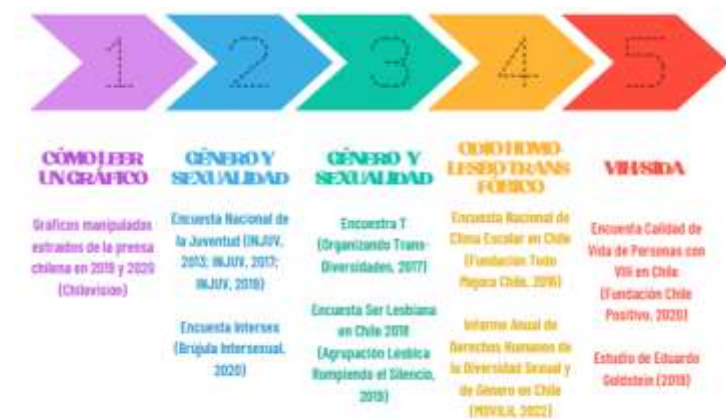 1
2
3
4
5
CÓMO LEER
UN GRÁFICO
Gráficos manipulados
extraídos de la prensa
chilena en 2019 y 2020
(Chilevisión)
GÉNERO Y
SEXUALIDAD
Encuesta Nacional de
la Juventud (INJUV,
2013; INJUV, 2017;
INJUV, 2019)
Encuesta Intersex
(Brújula Intersexual,
2020)
GÉNERO Y
SEXUALIDAD
Encuestra T
(Organizando Trans-
Diversidades, 2017)
Encuesta Ser Lesbiana
en Chile 2018
(Agrupación Lésbica
Rompiendo el Silencio,
2019)
ODIO HOMO
LESBO TRANS
FÓBICO
Encuesta Nacional de
Clima Escolar en Chile
(Fundación Todo
Mejora Chile, 2016)
Informe Anual de
Derechos Humanos de
la Diversidad Sexual y
de Género en Chile
(MOVILH, 2022)
VIH/SIDA
Encuesta Calidad de
Vida de Personas con
VIH en Chile
(Fundación Chile
Positivo, 2020)
Estudio de Eduardo
Goldstein (2019)